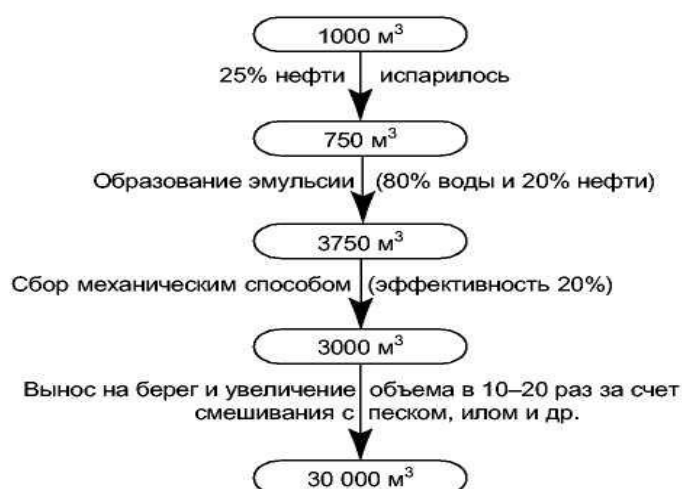 1000 м³
25% нефти испарилось
750 м³
Образование эмульсии (80% воды и 20% нефти)
3750 м³
Сбор механическим способом (эффективность 20%)
3000 м³
Вынос на берег и увеличение объема в 10–20 раз за счет
смешивания с песком, илом и др.
30 000 м³